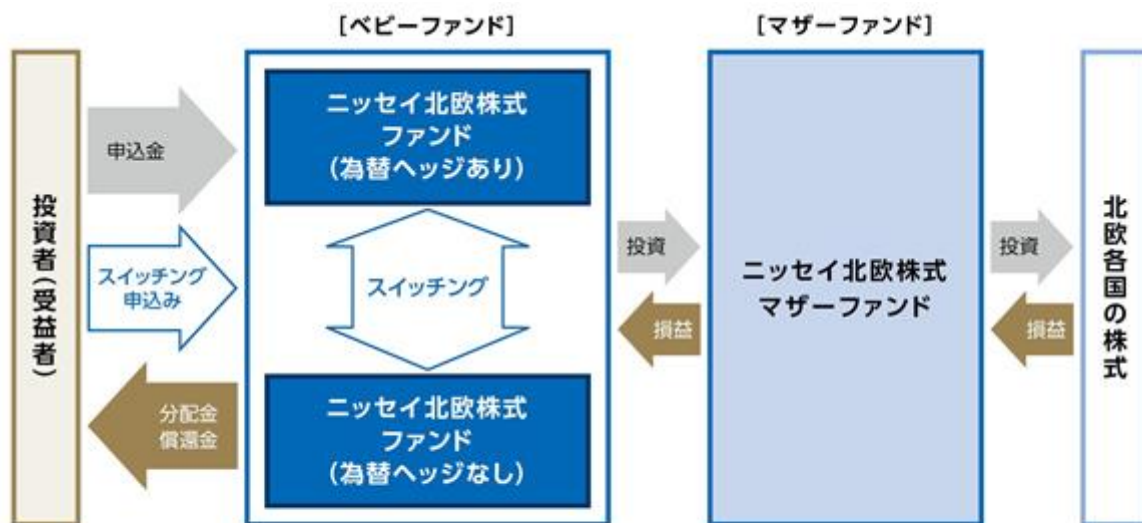 ［ベビーファンド］
［マザーファンド］
投資者（受益者）
申込金
スイッチング
申込み
分配金
償還金
ニッセイ北欧株式
ファンド
（為替ヘッジあり）
スイッチング
ニッセイ北欧株式
ファンド
（為替ヘッジなし）
投資
損益
ニッセイ北欧株式
マザーファンド
投資
損益
北欧各国の株式